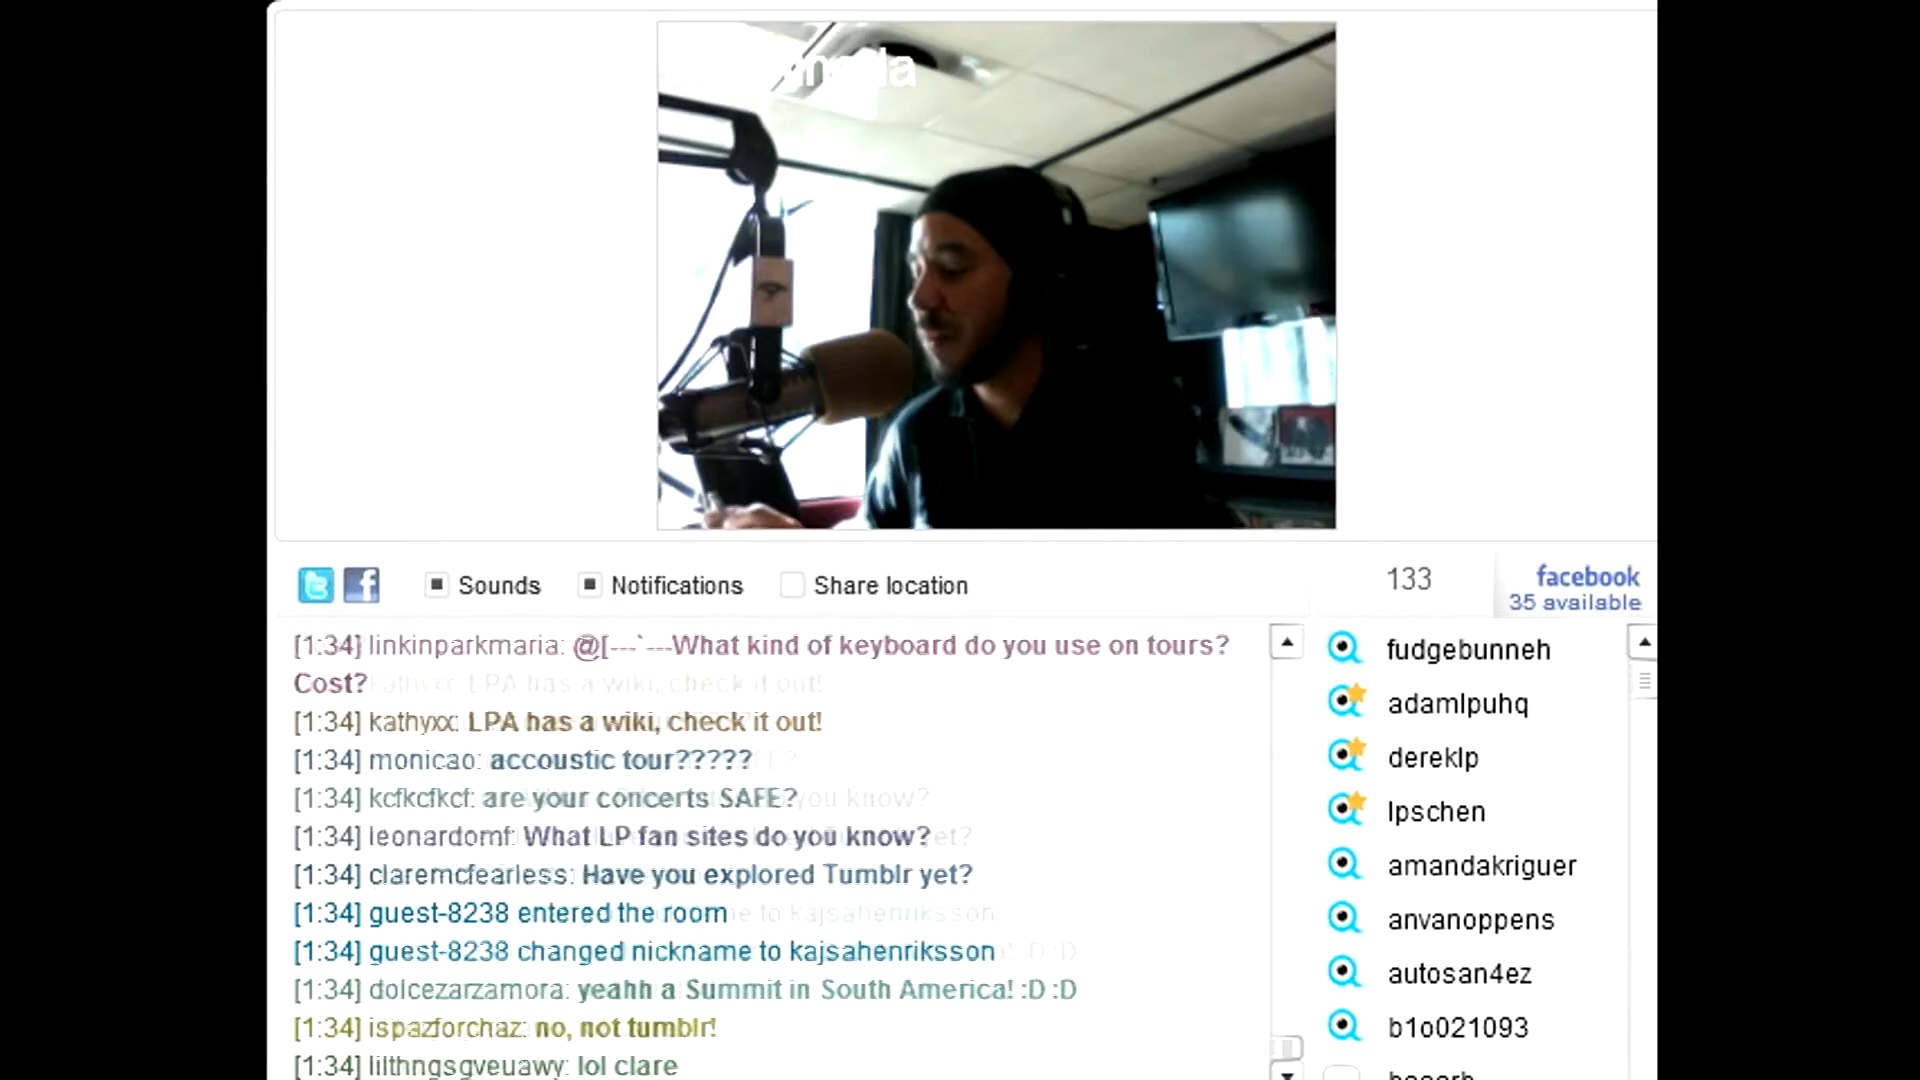 Sounds Notifications Share location
133
facebook
35 available
[1:34] linkinparkmaria: @[---`---What kind of keyboard do you use on tours?
Cost?
[1:34] kathyxx: LPA has a wiki, check it out!
[1:34] monicao: accoustic tour?????
[1:34] kcfkcfkcf: are your concerts SAFE?
[1:34] leonardomf: What LP fan sites do you know?
[1:34] claremcfearless: Have you explored Tumblr yet?
[1:34] guest-8238 entered the room
[1:34] guest-8238 changed nickname to kajsahenriksson
[1:34] dolcezarzamora: yeahh a Summit in South America! :D :D
[1:34] ispazforchaz: no, not tumblr!
[1:34] lilthngsgveuawy: lol clare
fudgebunneh
adamlpuhq
dereklp
lpschen
amandakriguer
anvanoppens
autosan4ez
b1o021093